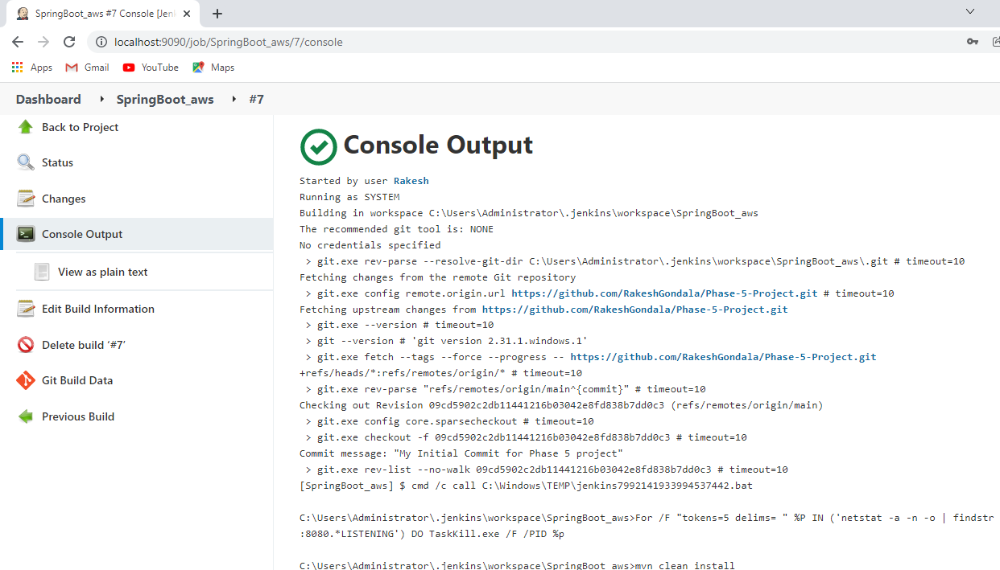 SpringBoot_aws #7 Console [Jen
localhost:9090/job/SpringBoot_aws/7/console
Apps Gmail YouTube Maps
Dashboard SpringBoot_aws #7
Back to Project
Status
Changes
Console Output
View as plain text
Edit Build Information
Delete build ‘#7’
Git Build Data
Previous Build
Console Output
Started by user Rakesh
Running as SYSTEM
Building in workspace C:\Users\Administrator\.jenkins\workspace\SpringBoot_aws
The recommended git tool is: NONE
No credentials specified
> git.exe rev-parse --resolve-git-dir C:\Users\Administrator\.jenkins\workspace\SpringBoot_aws\.git # timeout=10
Fetching changes from the remote Git repository
> git.exe config remote.origin.url https://github.com/RakeshGondala/Phase-5-Project.git # timeout=10
Fetching upstream changes from https://github.com/RakeshGondala/Phase-5-Project.git
> git.exe --version # timeout=10
> git --version # 'git version 2.31.1.windows.1'
> git.exe fetch --tags --force --progress -- https://github.com/RakeshGondala/Phase-5-Project.git
+refs/heads/*:refs/remotes/origin/* # timeout=10
> git.exe rev-parse "refs/remotes/origin/main^{commit}" # timeout=10
Checking out Revision 09cd5902c2db11441216b03042e8fd838b7dd0c3 (refs/remotes/origin/main)
> git.exe config core.sparsecheckout # timeout=10
> git.exe checkout -f 09cd5902c2db11441216b03042e8fd838b7dd0c3 # timeout=10
Commit message: "My Initial Commit for Phase 5 project"
> git.exe rev-list --no-walk 09cd5902c2db11441216b03042e8fd838b7dd0c3 # timeout=10
[SpringBoot_aws] $ cmd /c call C:\Windows\TEMP\jenkins7992141933994537442.bat
C:\Users\Administrator\.jenkins\workspace\SpringBoot_aws>For /F "tokens=5 delims= " %P IN ('netstat -a -n -o | findstr
:8080.*LISTENING') DO TaskKill.exe /F /PID %p
C:\Users\Administrator\.jenkins\workspace\SpringBoot_aws>mvn clean install